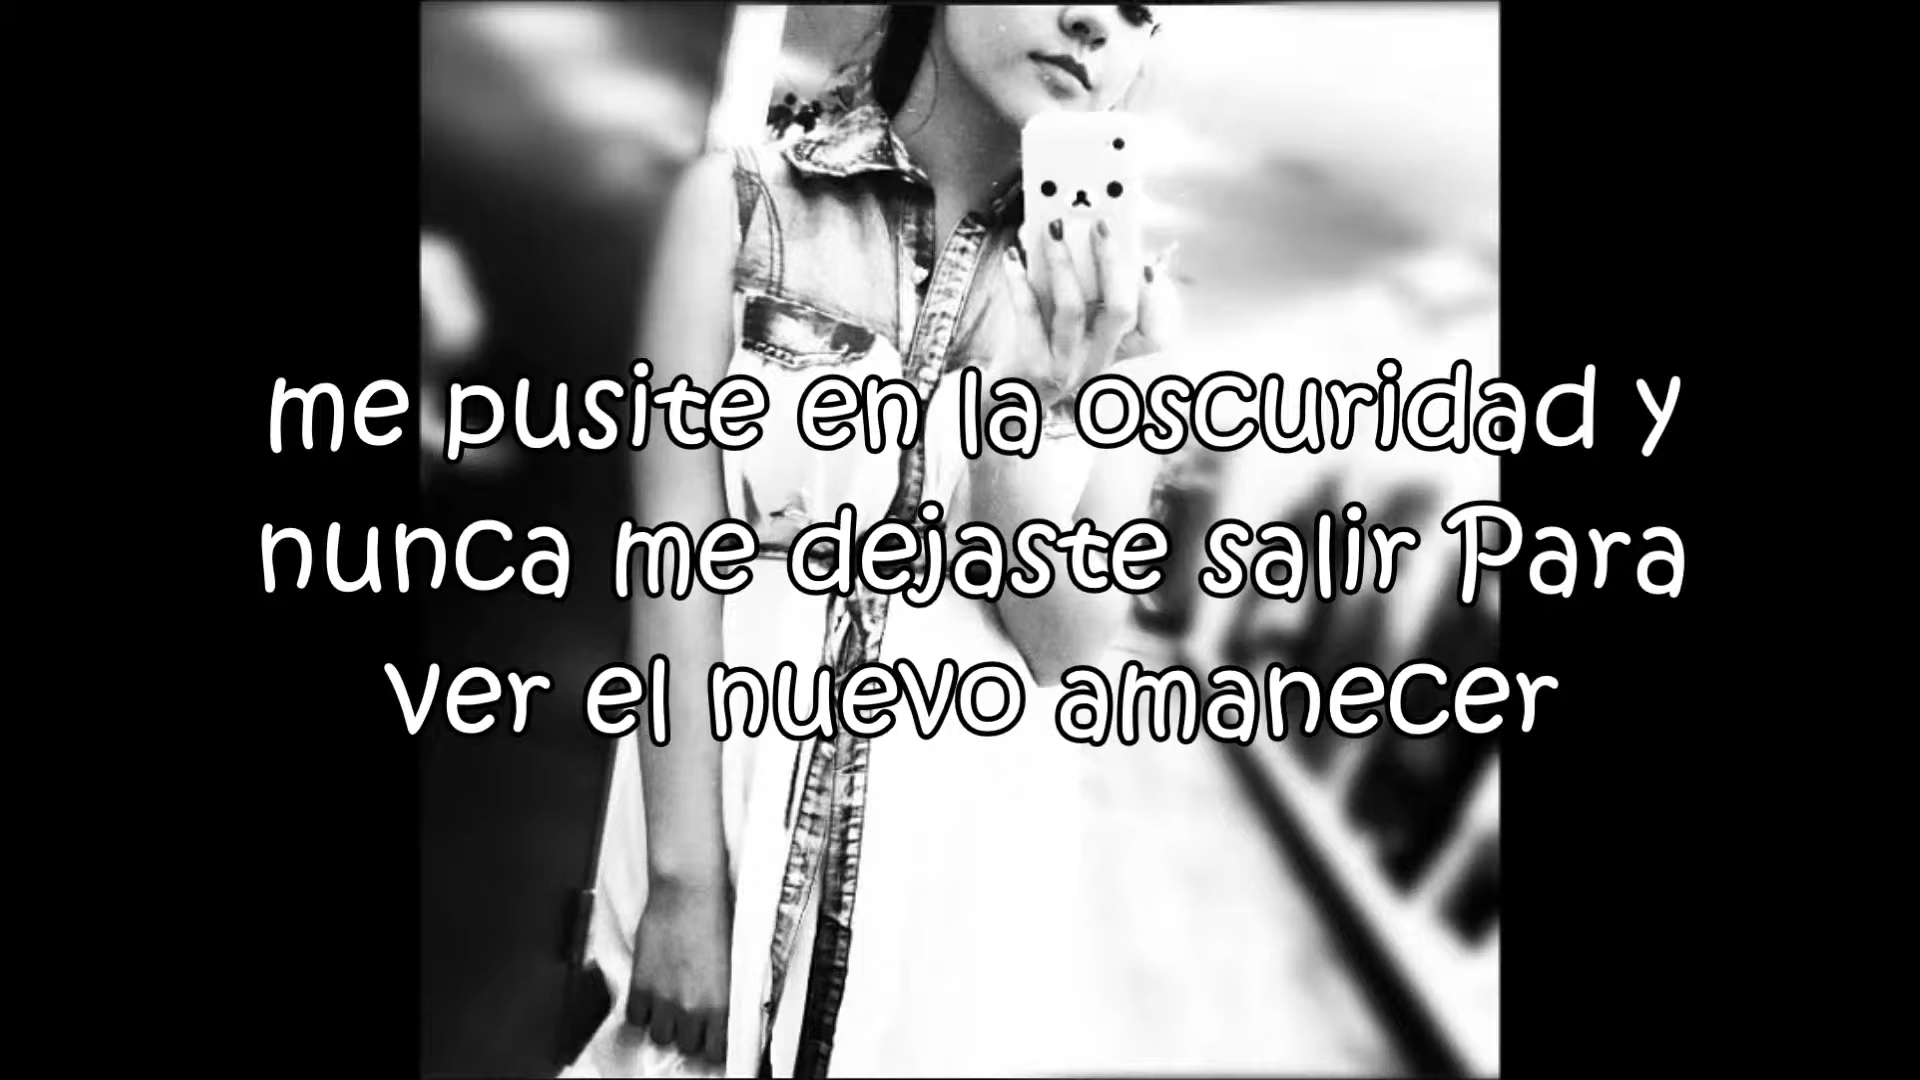 me pusite en la oscuridad y
nunca me dejaste salir Para
ver el nuevo amanecer